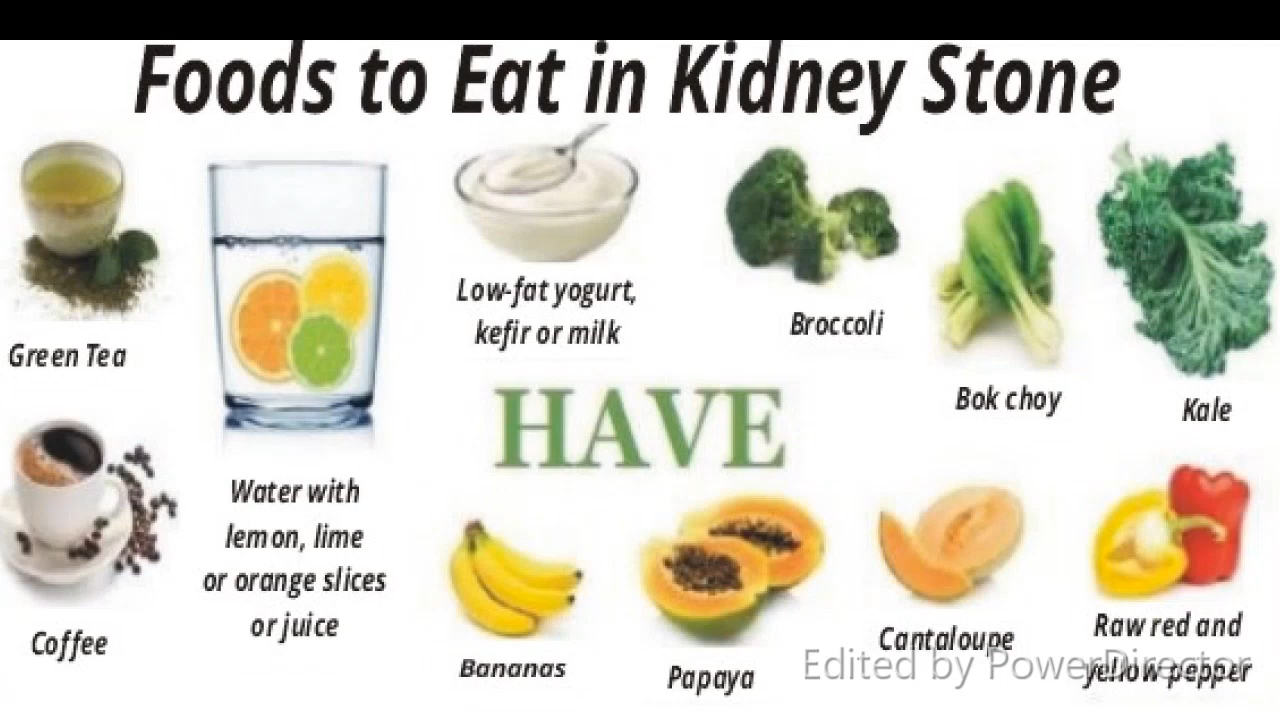 Foods to Eat in Kidney Stone
Green Tea
Low-fat yogurt,
kefir or milk
Broccoli
Bok choy
Kale
HAVE
Coffee
Water with
lemon, lime
or orange slices
or juice
Bananas
Papaya
Cantaloupe
Raw red and
yellow pepper
Edited by PowerDirector